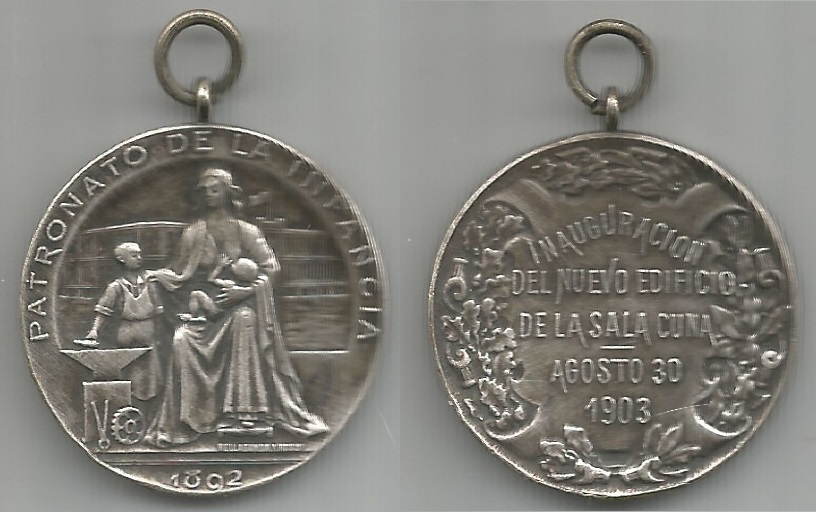 PATRONATO DE LA INFANCIA
1892
INAUGURACION
DEL NUEVO EDIFICIO
DE LA SALA CUNA
AGOSTO 30
1903